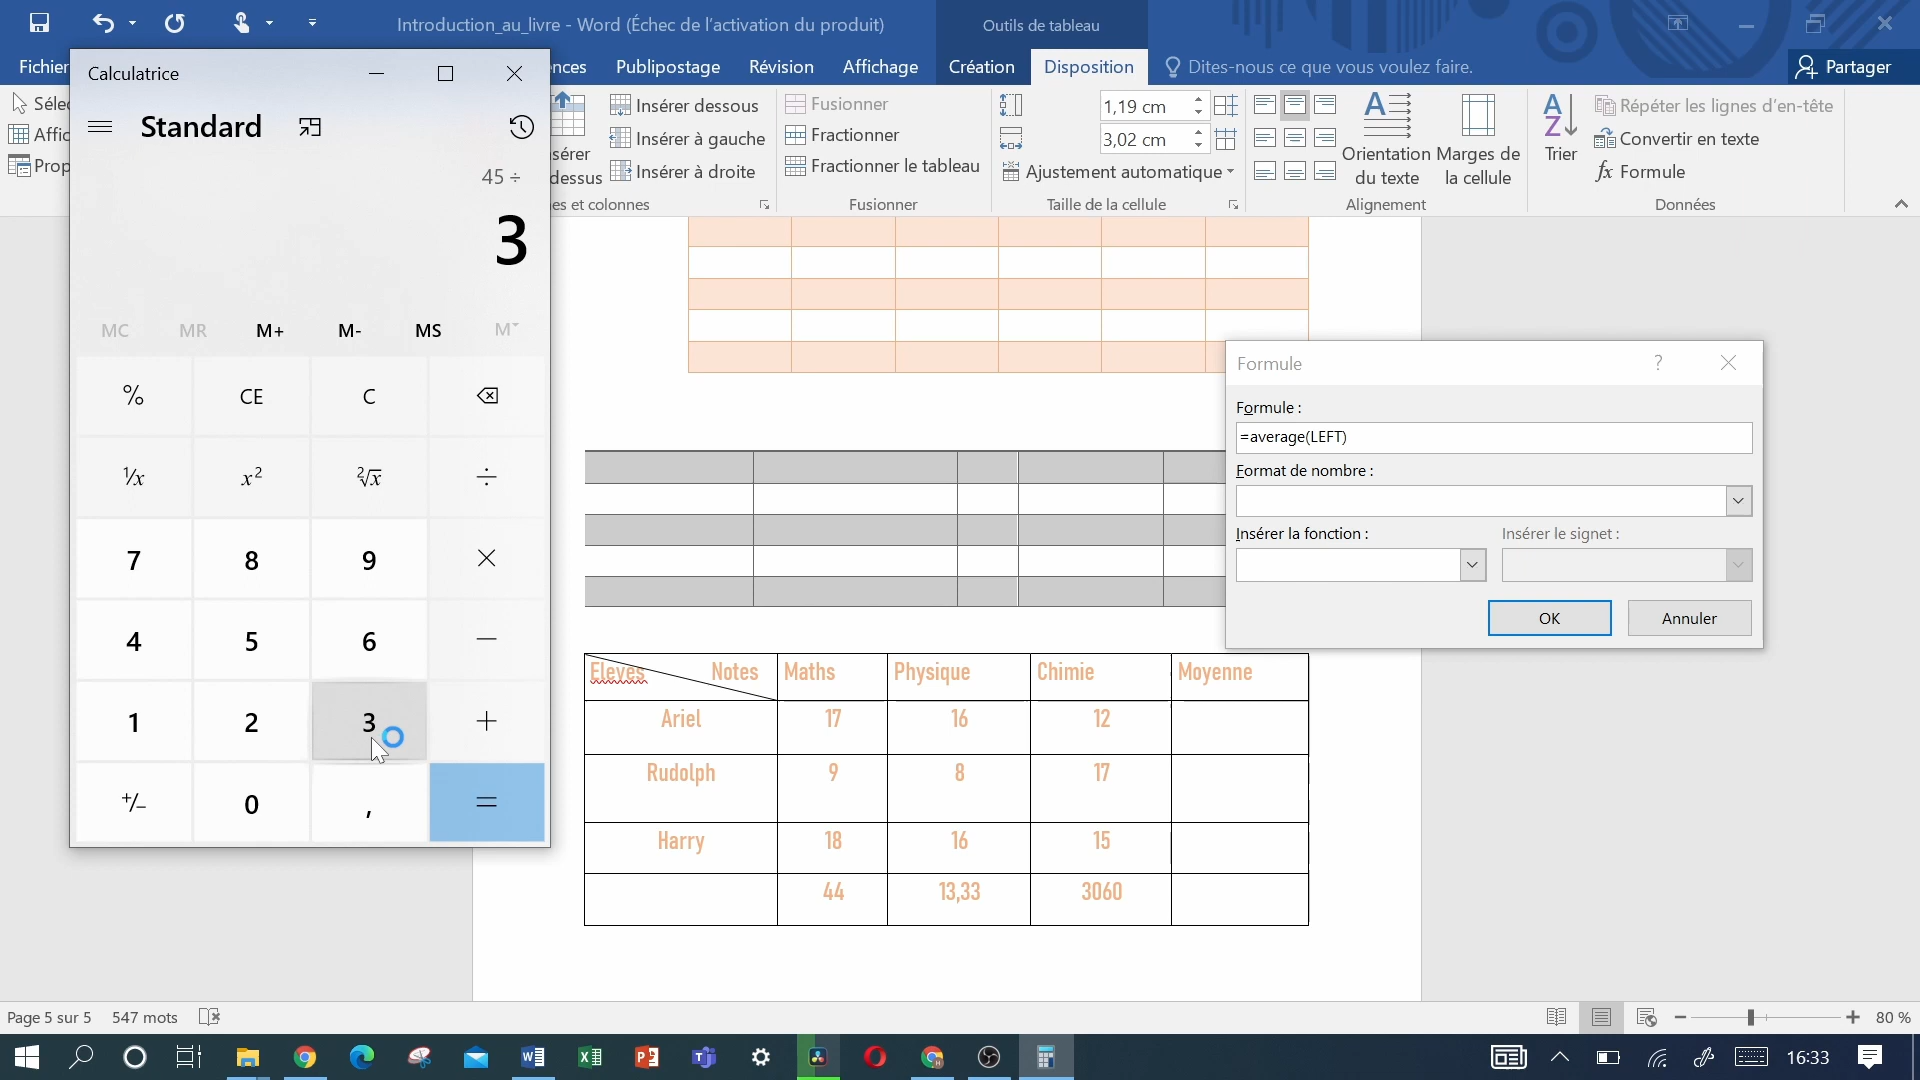 Introduction_au_livre - Word (Échec de l'activation du produit)
Outils de tableau
Fichier
nces
Publipostage
Révision
Affichage
Création
Disposition
Dites-nous ce que vous voulez faire.
Partager
Séle
Affic
Prop
sérer
dessus
Insérer dessous
Insérer à gauche
Insérer à droite
es et colonnes
Fusionner
Fractionner
Fractionner le tableau
Fusionner
1,19 cm
3,02 cm
Ajustement automatique
Taille de la cellule
Orientation
du texte
Marges de
la cellule
Alignement
Trier
Répéter les lignes d'en-tête
Convertir en texte
fx Formule
Données
Calculatrice
Standard
45 ÷
3
MC MR M+ M- MS M˅
% CE C
⅟x x² ²√x ÷
7 8 9 ×
4 5 6 −
1 2 3 +
+/− 0 , =
Formule ?
Formule :
=average(LEFT)
Format de nombre :
Insérer la fonction :
Insérer le signet :
OK
Annuler
Eleves Notes Maths Physique Chimie Moyenne
Ariel 17 16 12
Rudolph 9 8 17
Harry 18 16 15
44 13,33 3060
Page 5 sur 5 547 mots
80 %
16:33